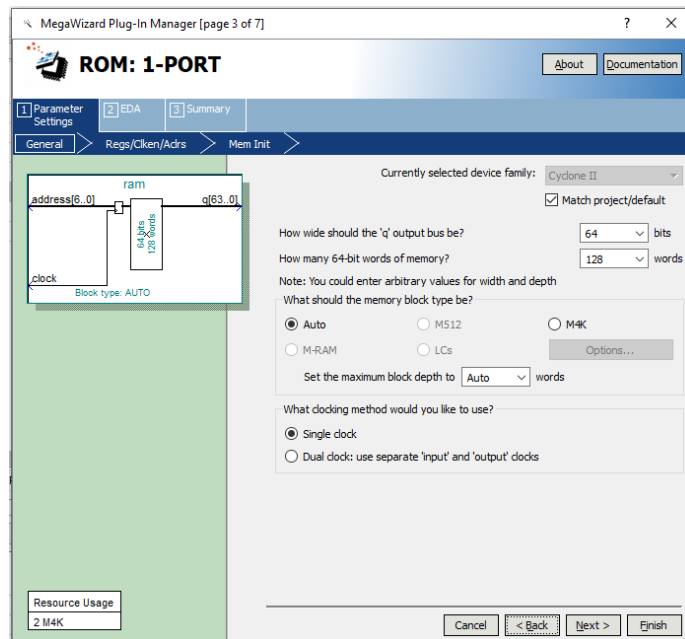 MegaWizard Plug-In Manager [page 3 of 7]
? ×
ROM: 1-PORT
About
Documentation
1 Parameter Settings
2 EDA
3 Summary
General
Regs/Clken/Aclrs
Mem Init
ram
address[6..0]
q[63..0]
64 bits
128 words
clock
Block type: AUTO
Currently selected device family:
Cyclone II
Match project/default
How wide should the 'q' output bus be?
64
bits
How many 64-bit words of memory?
128
words
Note: You could enter arbitrary values for width and depth
What should the memory block type be?
Auto
M512
M4K
M-RAM
LCs
Options...
Set the maximum block depth to
Auto
words
What clocking method would you like to use?
Single clock
Dual clock: use separate 'input' and 'output' clocks
Resource Usage
2 M4K
Cancel
< Back
Next >
Finish